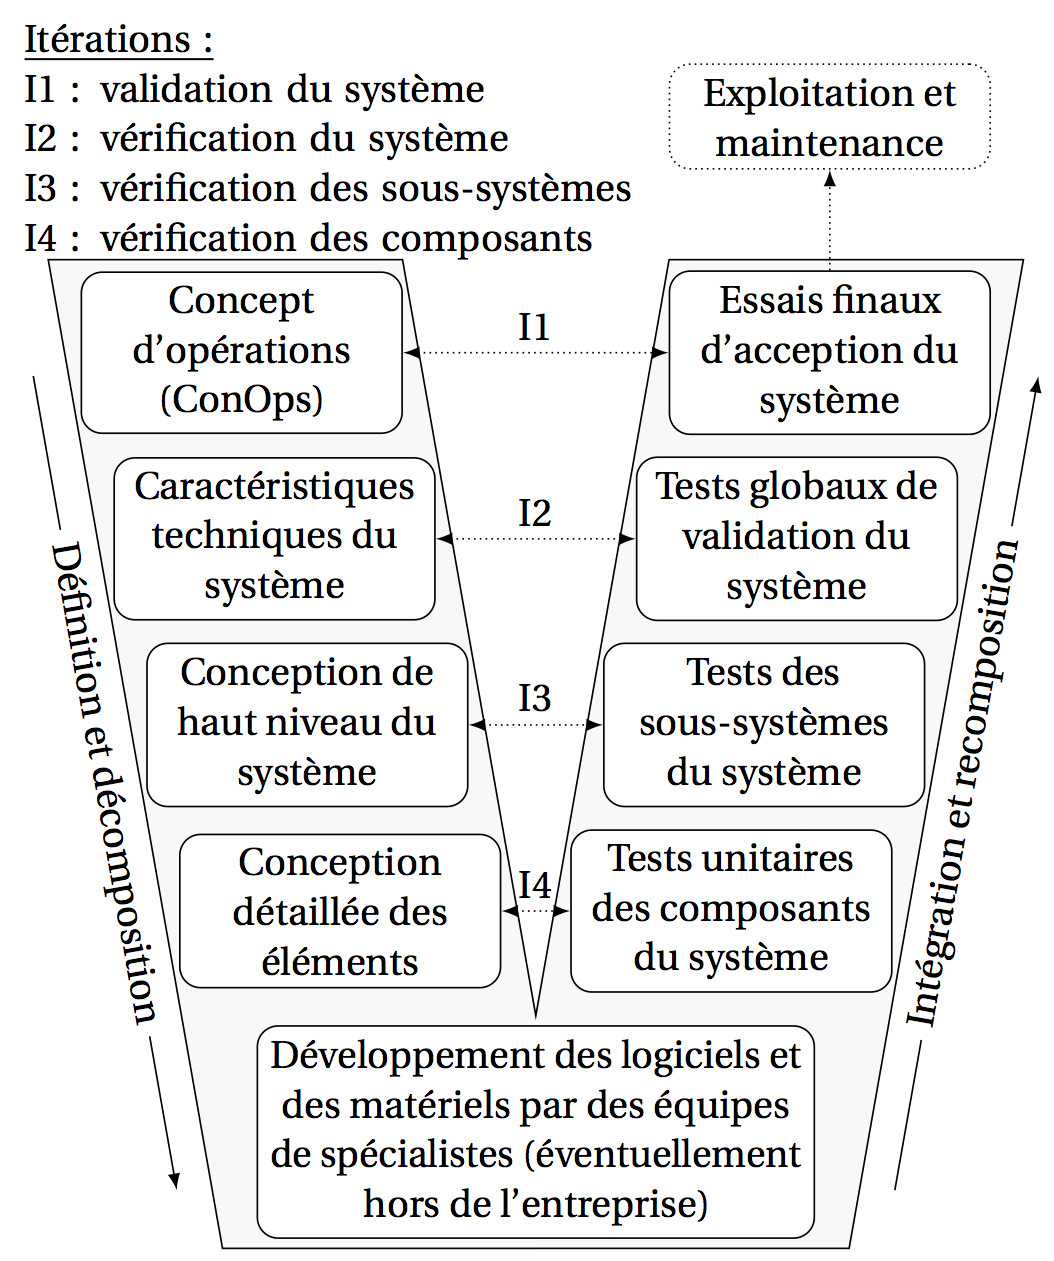 Itérations :
I1 : validation du système
I2 : vérification du système
I3 : vérification des sous-systèmes
I4 : vérification des composants
Exploitation et
maintenance
Concept
d'opérations
(ConOps)
I1
Essais finaux
d'acception du
système
Caractéristiques
techniques du
système
I2
Tests globaux de
validation du
système
Conception de
haut niveau du
système
I3
Tests des
sous-systèmes
du système
Conception
détaillée des
éléments
I4
Tests unitaires
des composants
du système
Développement des logiciels et
des matériels par des équipes
de spécialistes (éventuellement
hors de l'entreprise)
Définition et décomposition
Intégration et recomposition